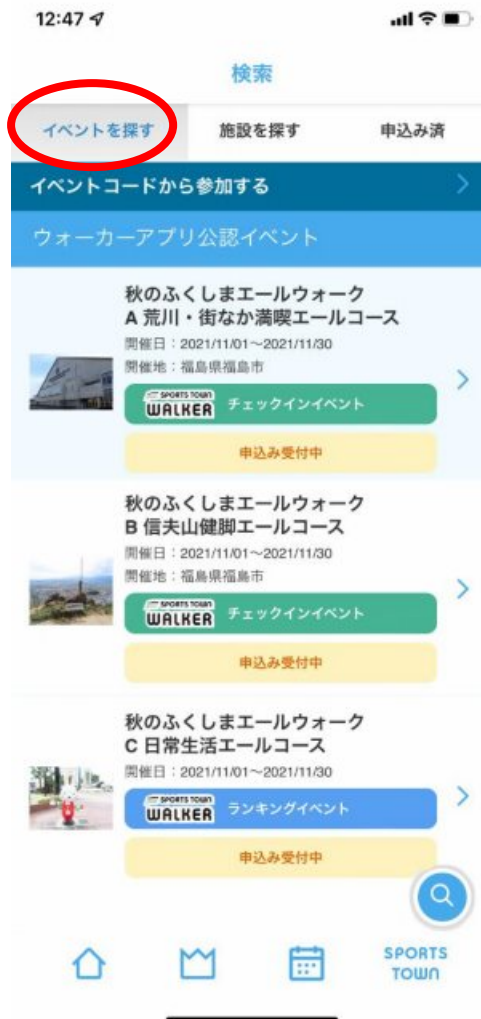 12:47
検索
イベントを探す 施設を探す 申込み済
イベントコードから参加する
ウォーカーアプリ公認イベント
秋のふくしまエールウォーク
A 荒川・街なか満喫エールコース
開催日：2021/11/01～2021/11/30
開催地：福島県福島市
SPORTS TOWN
WALKER チェックインイベント
申込み受付中
秋のふくしまエールウォーク
B 信夫山健脚エールコース
開催日：2021/11/01～2021/11/30
開催地：福島県福島市
SPORTS TOWN
WALKER チェックインイベント
申込み受付中
秋のふくしまエールウォーク
C 日常生活エールコース
開催日：2021/11/01～2021/11/30
SPORTS TOWN
WALKER ランキングイベント
申込み受付中
SPORTS
TOWN